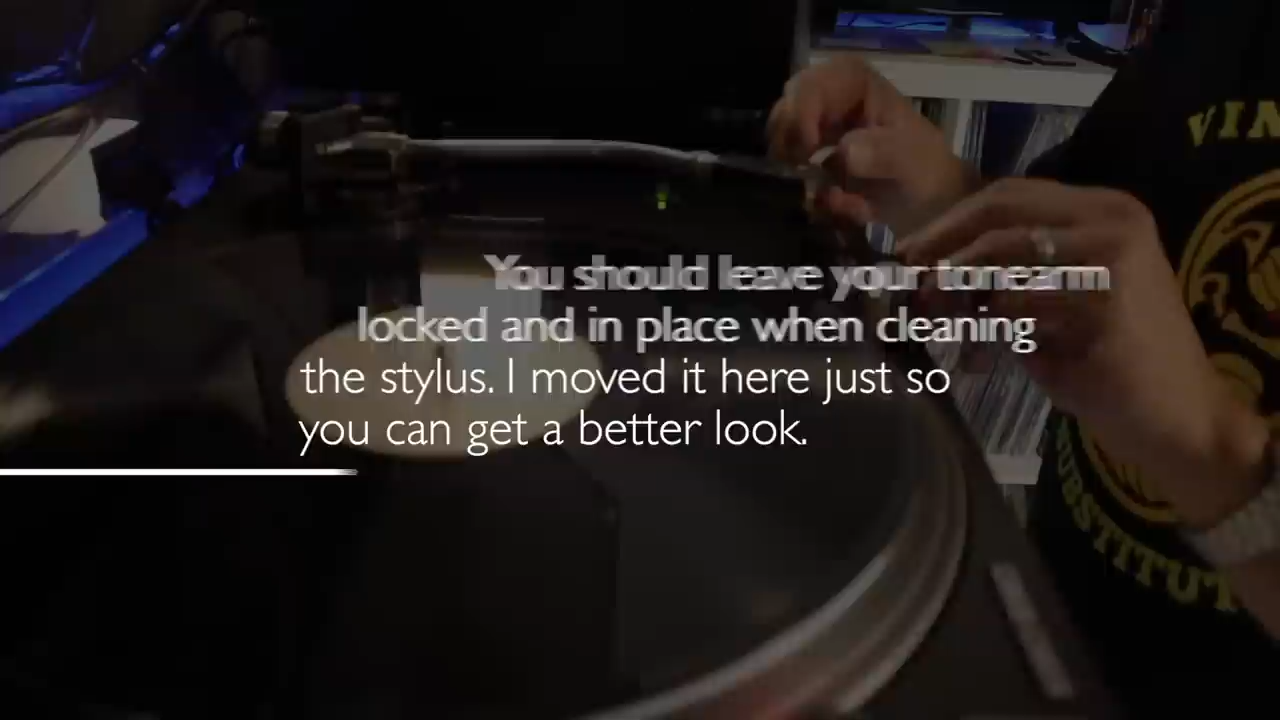 You should leave your tonearm
locked and in place when cleaning
the stylus. I moved it here just so
you can get a better look.